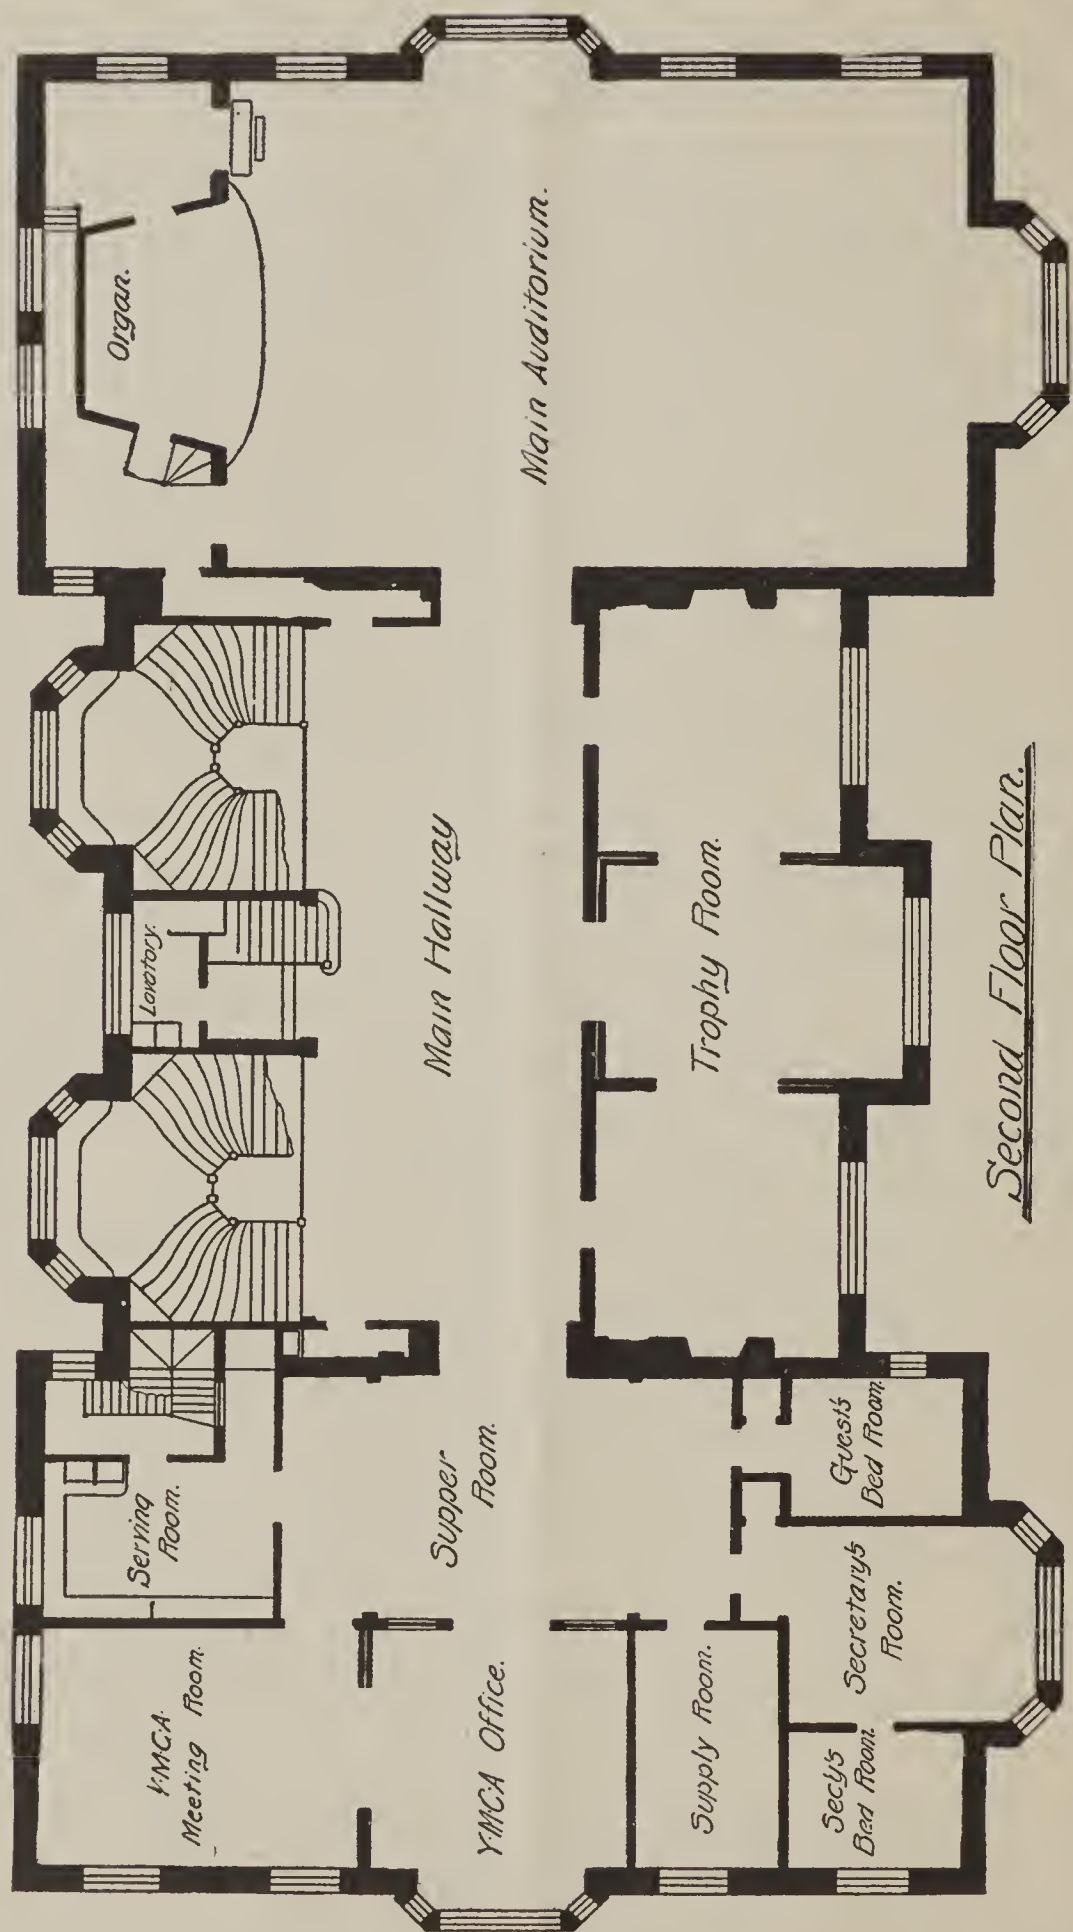 Y.M.C.A.
Meeting Room.
Serving
Room.
Lavatory.
Organ.
Y.M.C.A Office.
Supper
Room.
Main Hallway
Main Auditorium.
Supply Room.
Trophy Room.
Sec'y's
Bed Room.
Secretary's
Room.
Guest's
Bed Room.
Second Floor Plan.